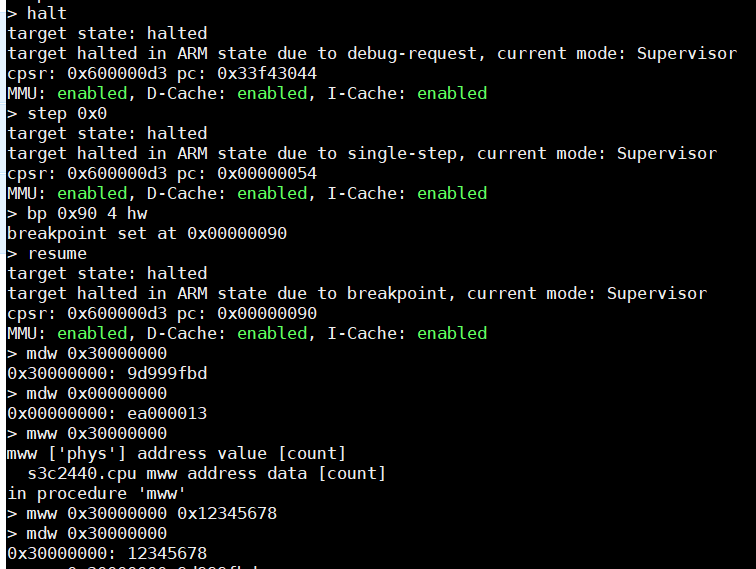 > halt
target state: halted
target halted in ARM state due to debug-request, current mode: Supervisor
cpsr: 0x600000d3 pc: 0x33f43044
MMU: enabled, D-Cache: enabled, I-Cache: enabled
> step 0x0
target state: halted
target halted in ARM state due to single-step, current mode: Supervisor
cpsr: 0x600000d3 pc: 0x00000054
MMU: enabled, D-Cache: enabled, I-Cache: enabled
> bp 0x90 4 hw
breakpoint set at 0x00000090
> resume
target state: halted
target halted in ARM state due to breakpoint, current mode: Supervisor
cpsr: 0x600000d3 pc: 0x00000090
MMU: enabled, D-Cache: enabled, I-Cache: enabled
> mdw 0x30000000
0x30000000: 9d999fbd
> mdw 0x00000000
0x00000000: ea000013
> mww 0x30000000
mww ['phys'] address value [count]
  s3c2440.cpu mww address data [count]
in procedure 'mww'
> mww 0x30000000 0x12345678
> mdw 0x30000000
0x30000000: 12345678